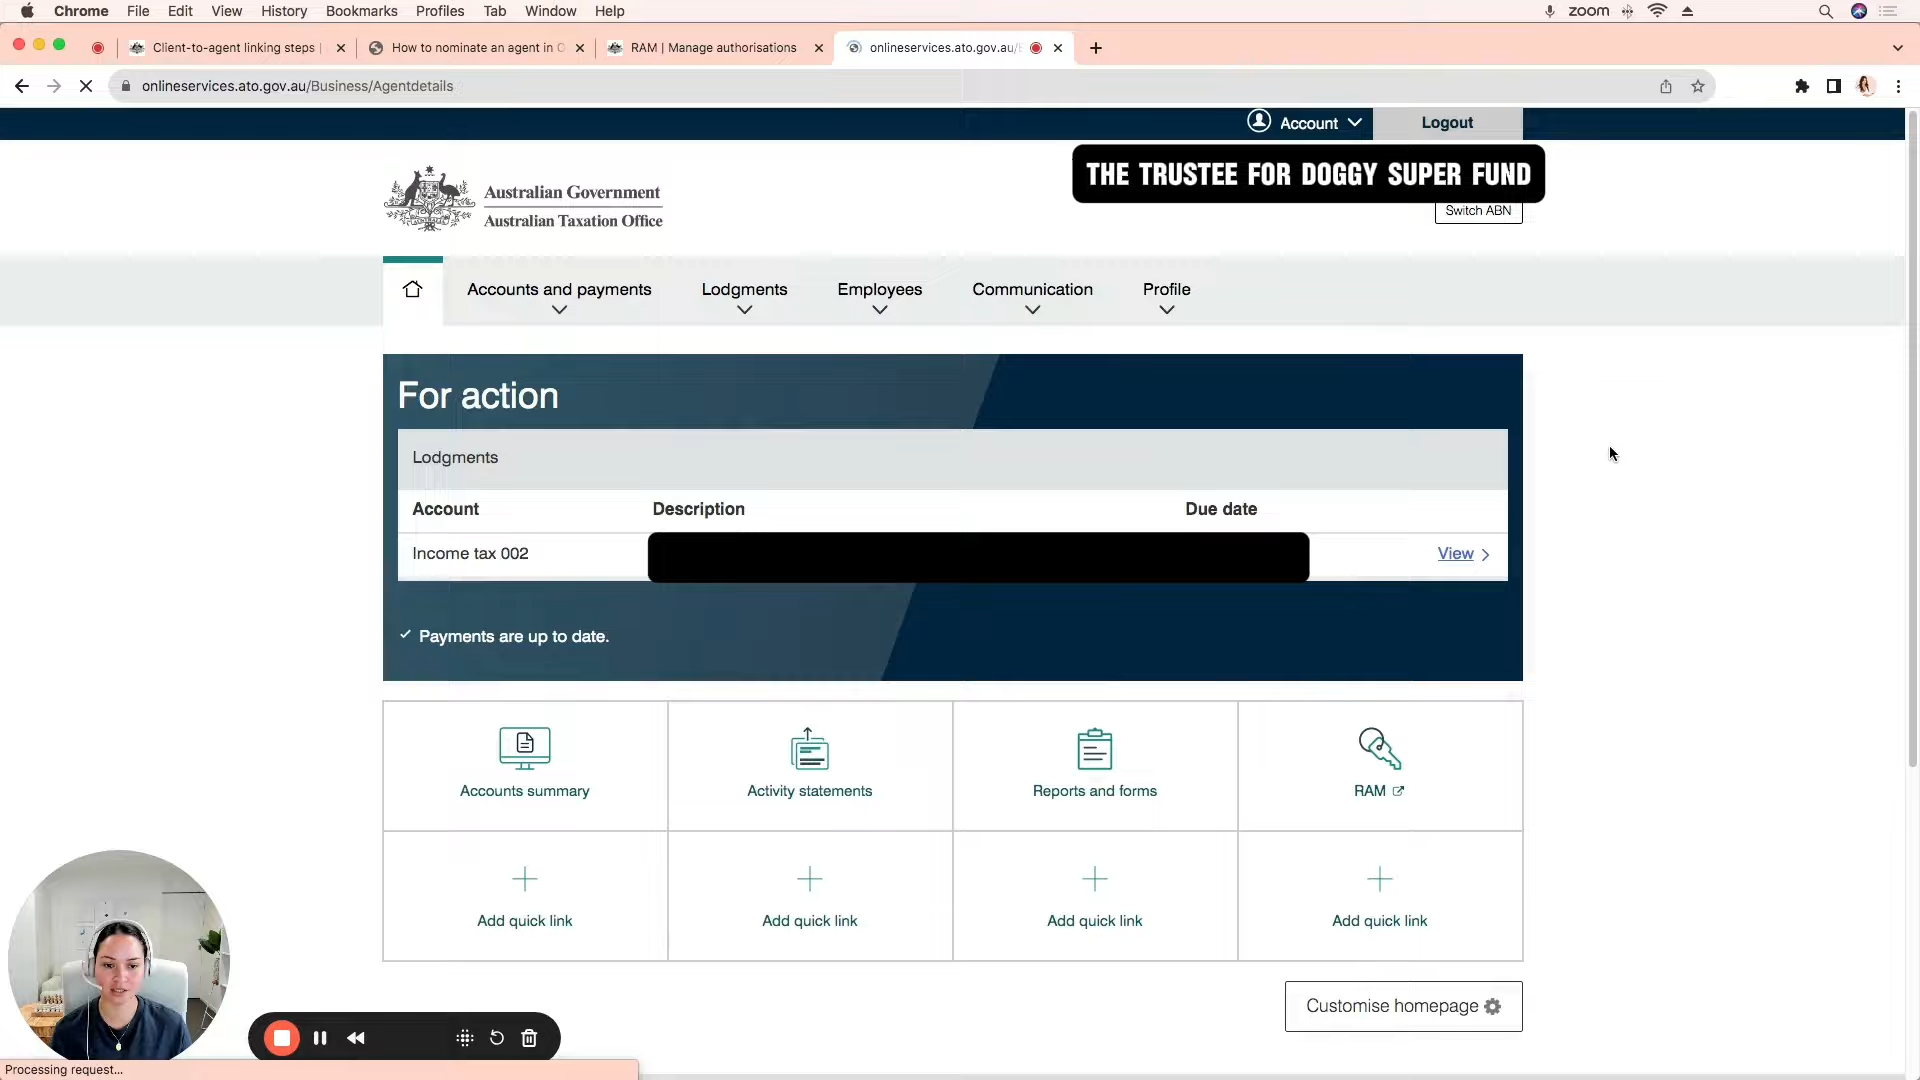 Chrome File Edit View History Bookmarks Profiles Tab Window Help zoom
Client-to-agent linking steps | How to nominate an agent in O RAM | Manage authorisations onlineservices.ato.gov.au/
onlineservices.ato.gov.au/Business/Agentdetails
Account Logout
THE TRUSTEE FOR DOGGY SUPER FUND
Australian Government
Australian Taxation Office
Switch ABN
Accounts and payments Lodgments Employees Communication Profile
For action
Lodgments
Account Description Due date
Income tax 002 View
Payments are up to date.
Accounts summary Activity statements Reports and forms RAM
Add quick link Add quick link Add quick link Add quick link
Customise homepage
Processing request...